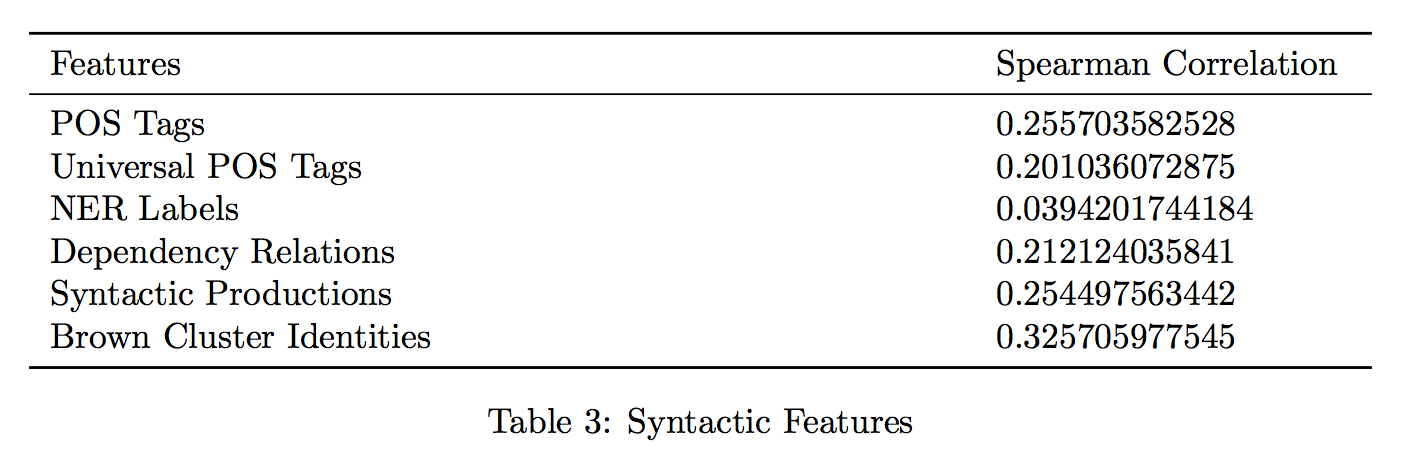 Features Spearman Correlation
POS Tags 0.255703582528
Universal POS Tags 0.201036072875
NER Labels 0.0394201744184
Dependency Relations 0.212124035841
Syntactic Productions 0.254497563442
Brown Cluster Identities 0.325705977545
Table 3: Syntactic Features